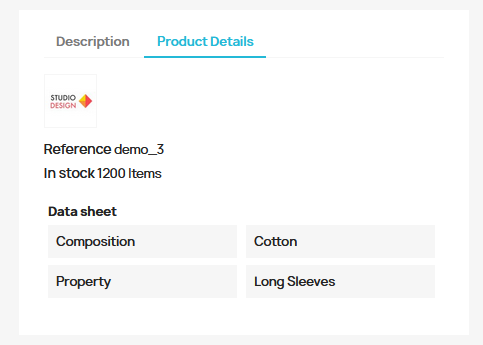 Description Product Details
STUDIO
DESIGN
Reference demo_3
In stock 1200 Items
Data sheet
Composition Cotton
Property Long Sleeves